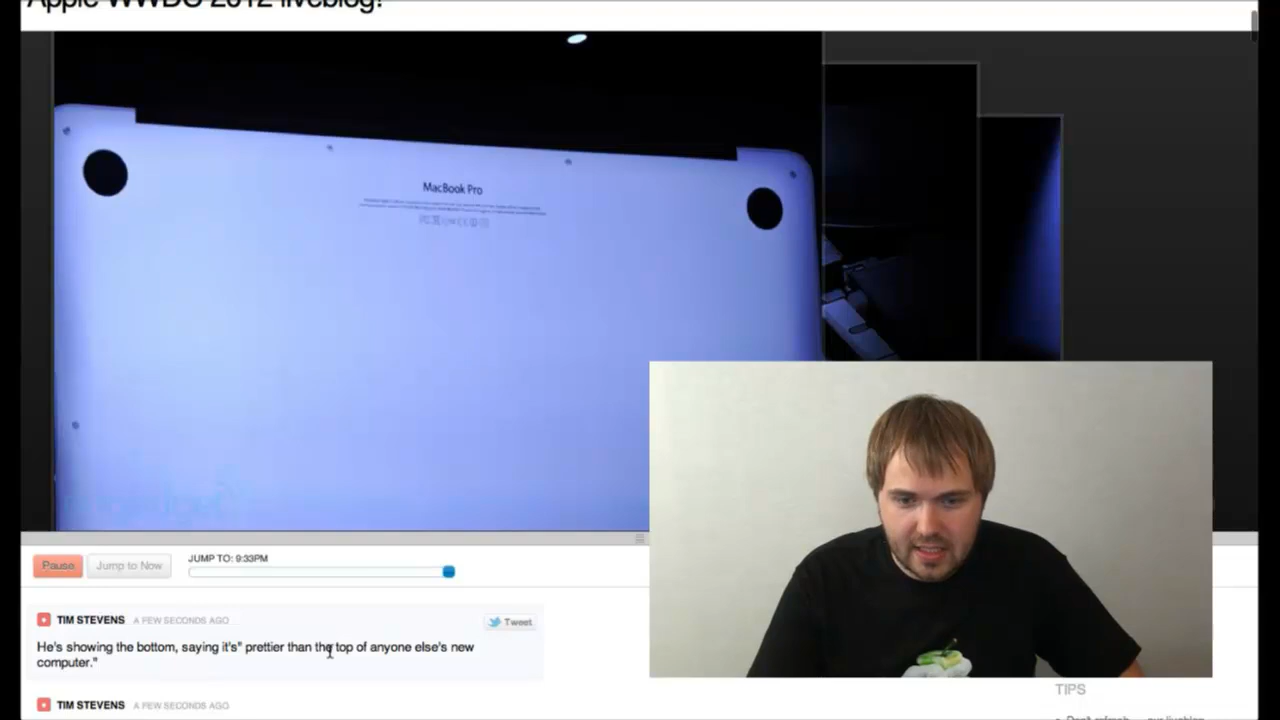 Apple WWDC 2012 liveblog!
MacBook Pro
Pause
Jump to Now
JUMP TO: 9:33PM
TIM STEVENS A FEW SECONDS AGO
Tweet
He's showing the bottom, saying it's" prettier than the top of anyone else's new
computer."
TIM STEVENS A FEW SECONDS AGO
TIPS